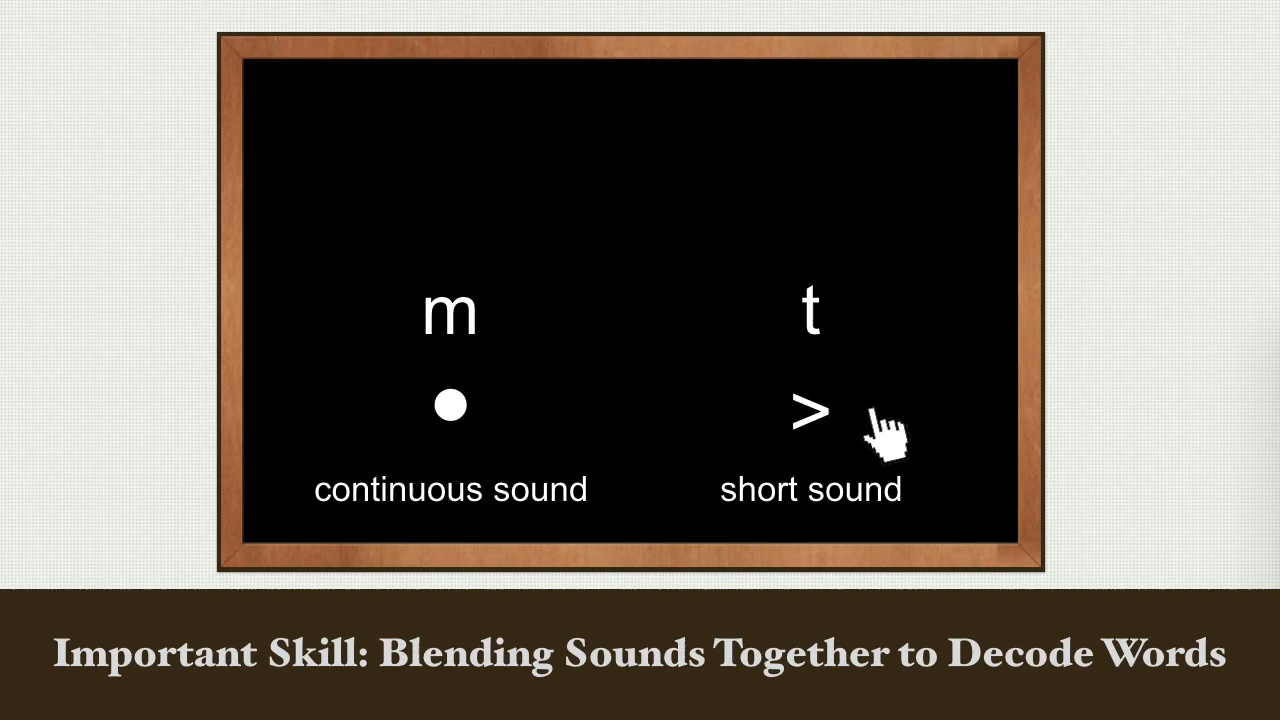 m t
• >
continuous sound short sound
Important Skill: Blending Sounds Together to Decode Words